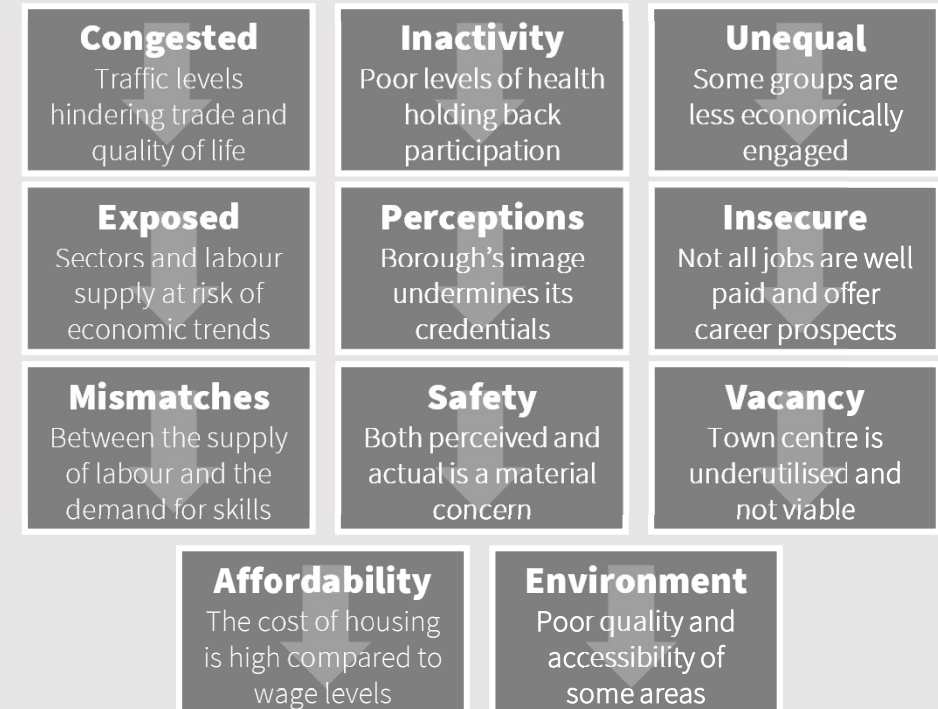 Congested
Traffic levels
hindering trade and
quality of life
Inactivity
Poor levels of health
holding back
participation
Unequal
Some groups are
less economically
engaged
Exposed
Sectors and labour
supply at risk of
economic trends
Perceptions
Borough's image
undermines its
credentials
Insecure
Not all jobs are well
paid and offer
career prospects
Mismatches
Between the supply
of labour and the
demand for skills
Safety
Both perceived and
actual is a material
concern
Vacancy
Town centre is
underutilised and
not viable
Affordability
The cost of housing
is high compared to
wage levels
Environment
Poor quality and
accessibility of
some areas